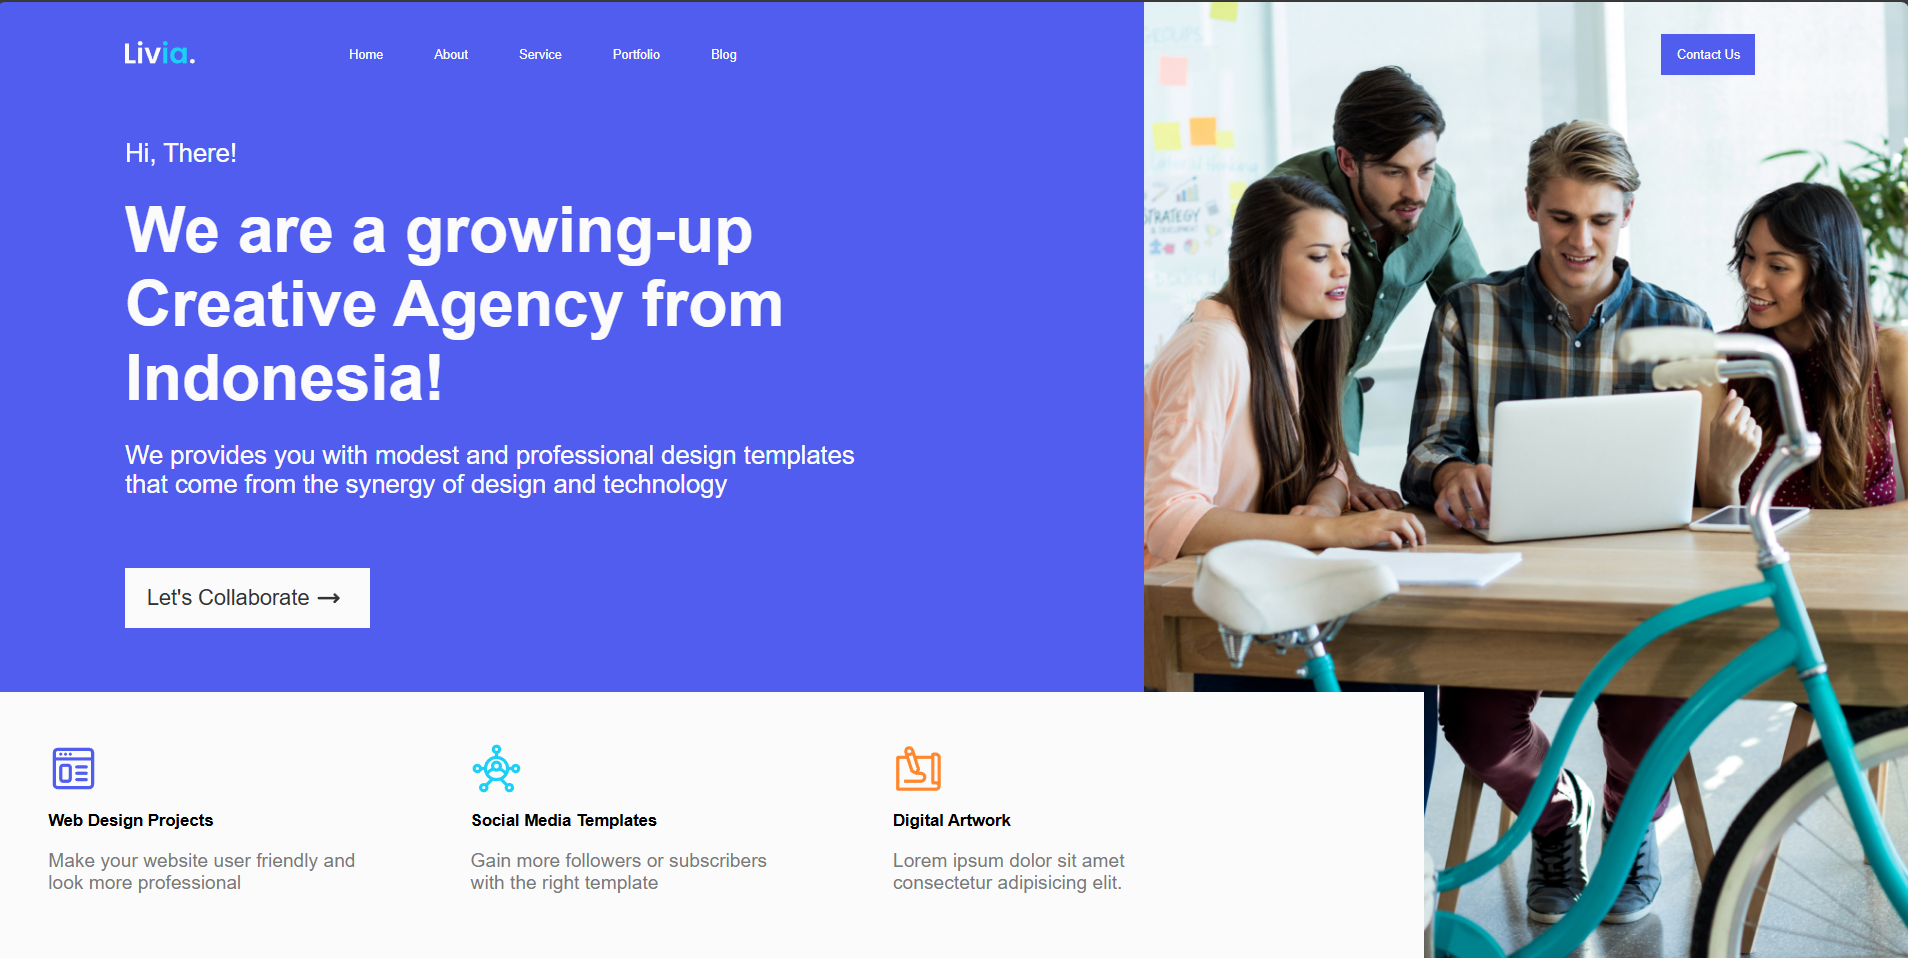 Livia.
Home
About
Service
Portfolio
Blog
Contact Us
Hi, There!
We are a growing-up
Creative Agency from
Indonesia!
We provides you with modest and professional design templates
that come from the synergy of design and technology
Let's Collaborate
GROUPS
STRATEGY
& DEVELOPMENT
Web Design Projects
Make your website user friendly and
look more professional
Social Media Templates
Gain more followers or subscribers
with the right template
Digital Artwork
Lorem ipsum dolor sit amet
consectetur adipisicing elit.